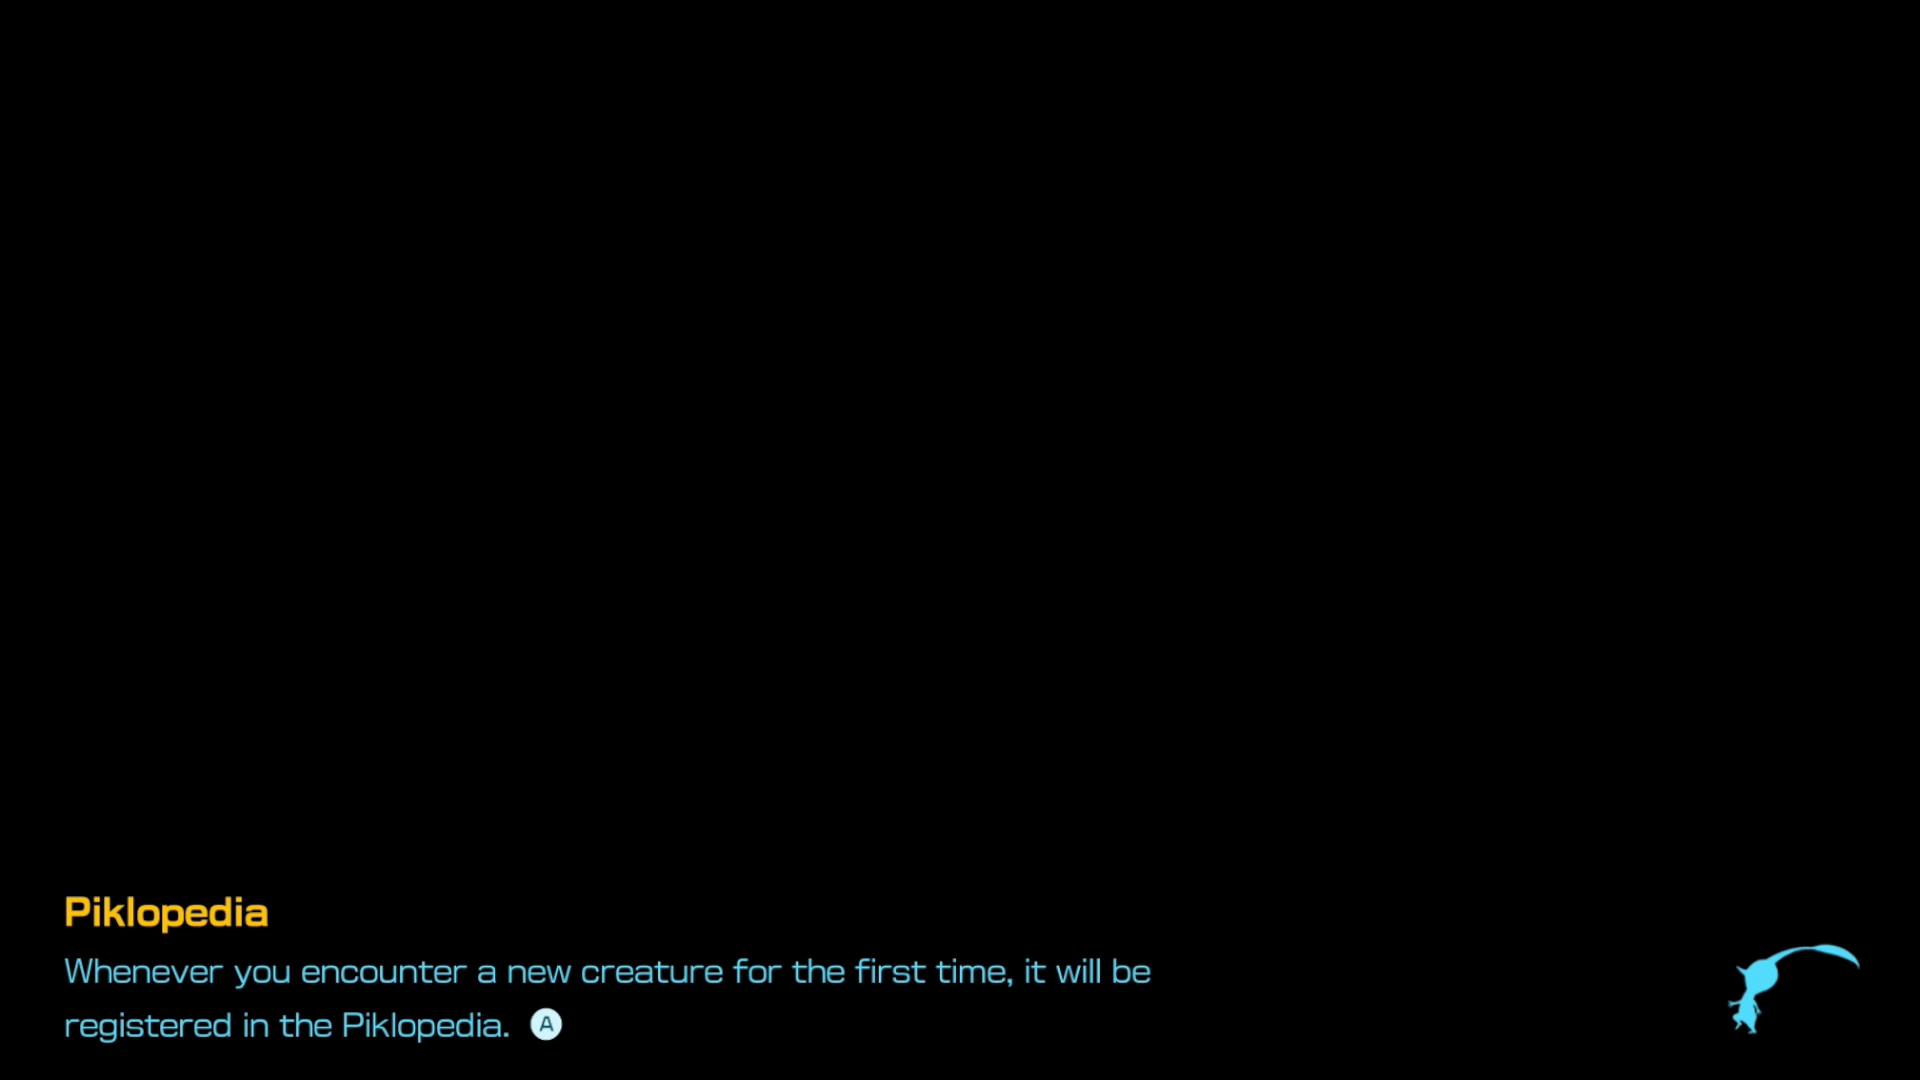 Piklopedia
Whenever you encounter a new creature for the first time, it will be
registered in the Piklopedia. A